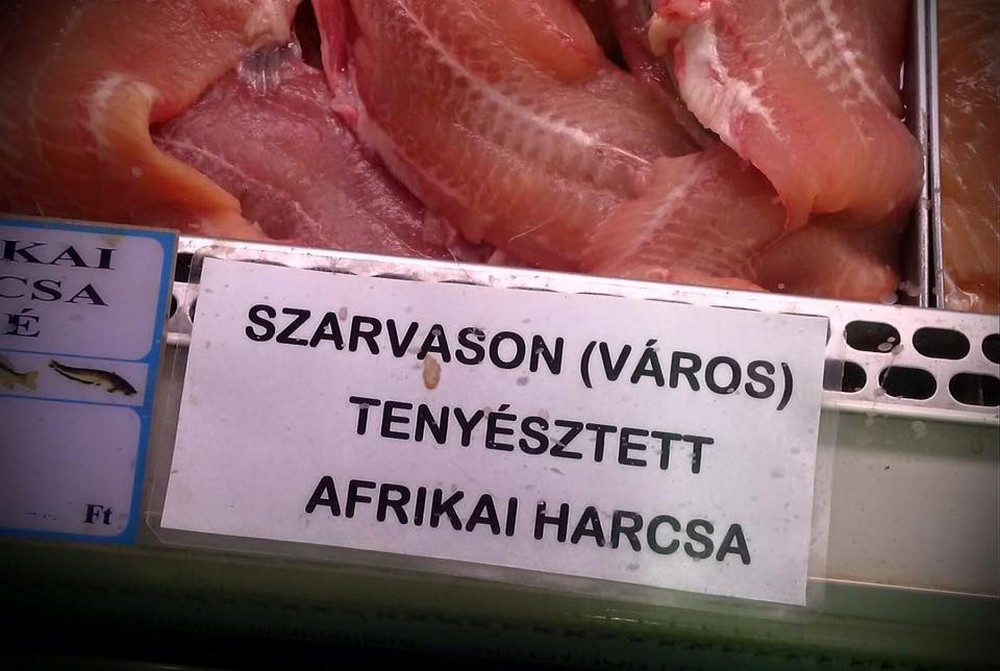 KAI
CSA
É
Ft
SZARVASON (VÁROS)
TENYÉSZTETT
AFRIKAI HARCSA